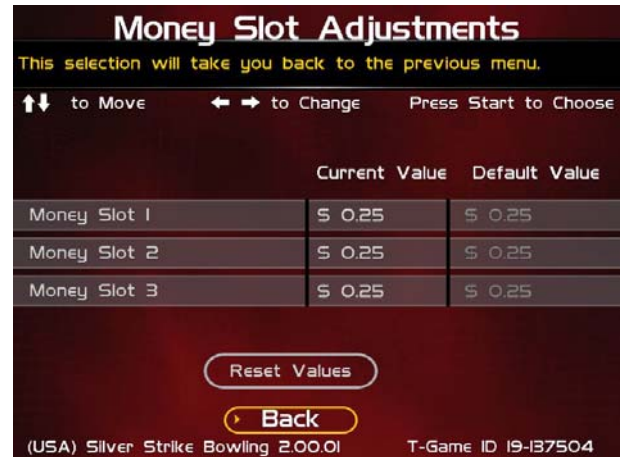 Money Slot Adjustments
This selection will take you back to the previous menu.
to Move to Change Press Start to Choose
Current Value Default Value
Money Slot 1 $ 0.25 $ 0.25
Money Slot 2 $ 0.25 $ 0.25
Money Slot 3 $ 0.25 $ 0.25
Reset Values
Back
(USA) Silver Strike Bowling 2.00.01 T-Game ID 19-137504